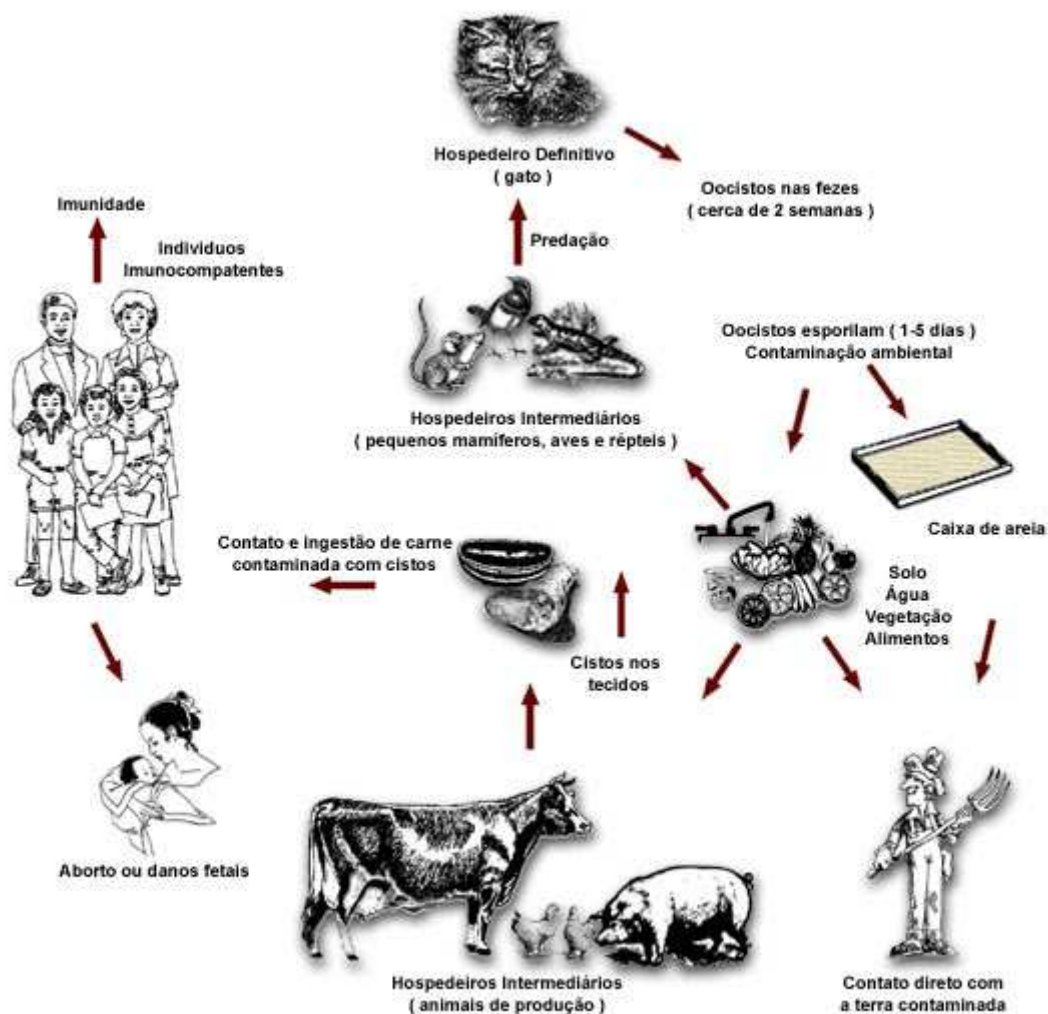 Hospedeiro Definitivo
( gato )
Oocistos nas fezes
( cerca de 2 semanas )
Imunidade
Individuos
Imunocompatentes
Predação
Oocistos esporilam ( 1-5 dias )
Contaminação ambiental
Hospedeiros Intermediários
( pequenos mamíferos, aves e répteis )
Caixa de areia
Contato e ingestão de carne
contaminada com cistos
Solo
Água
Vegetação
Alimentos
Cistos nos
tecidos
Aborto ou danos fetais
Hospedeiros Intermediários
( animais de produção )
Contato direto com
a terra contaminada